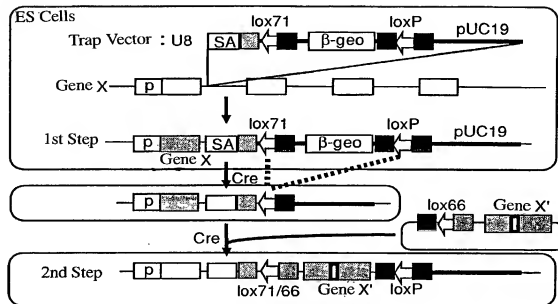 ES Cells
lox71 loxP pUC19
Trap Vector : U8 SA β-geo
Gene X p
lox71 loxP pUC19
1st Step p SA β-geo
Gene X
Cre
p
lox66 Gene X'
Cre
2nd Step p
lox71/66 Gene X' loxP